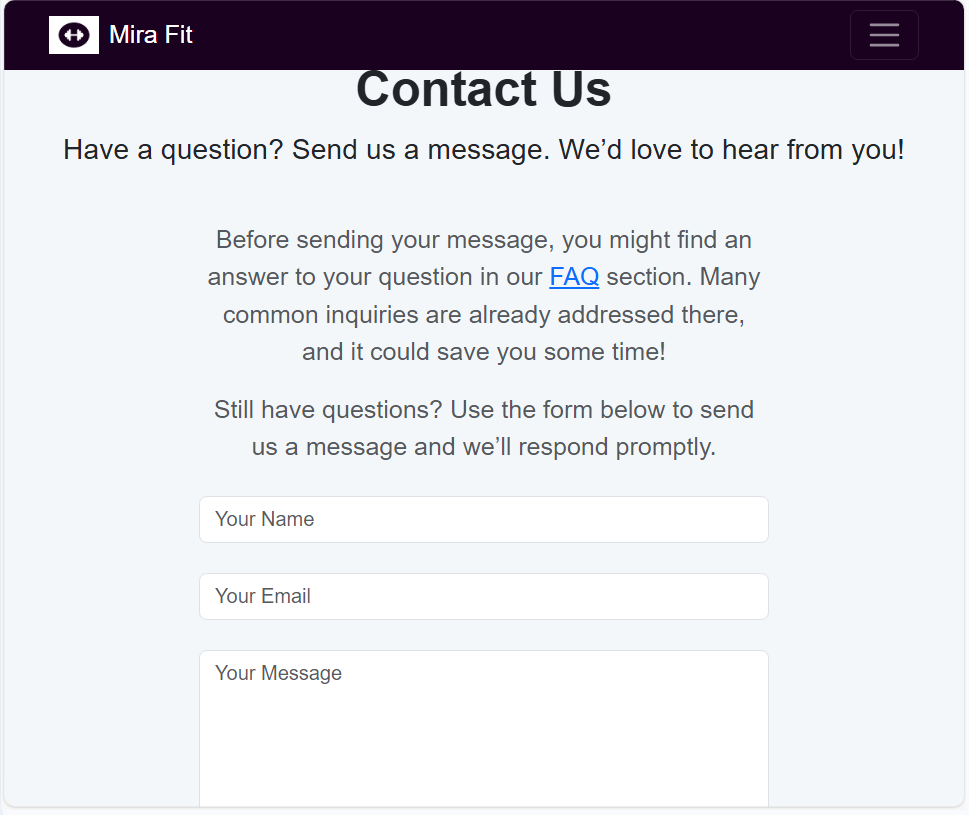 Mira Fit
Contact Us
Have a question? Send us a message. We’d love to hear from you!
Before sending your message, you might find an
answer to your question in our FAQ section. Many
common inquiries are already addressed there,
and it could save you some time!
Still have questions? Use the form below to send
us a message and we’ll respond promptly.
Your Name
Your Email
Your Message